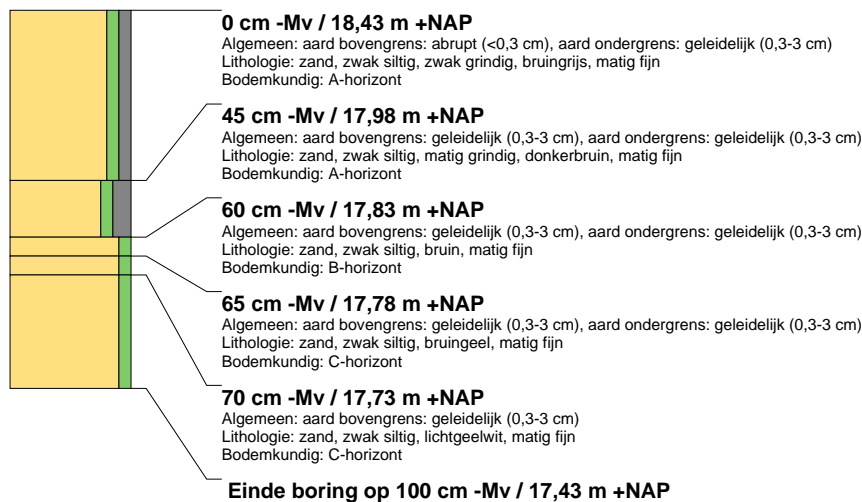 0 cm -Mv / 18,43 m +NAP
Algemeen: aard bovengrens: abrupt (<0,3 cm), aard ondergrens: geleidelijk (0,3-3 cm)
Lithologie: zand, zwak siltig, zwak grindig, bruingrijs, matig fijn
Bodemkundig: A-horizont
45 cm -Mv / 17,98 m +NAP
Algemeen: aard bovengrens: geleidelijk (0,3-3 cm), aard ondergrens: geleidelijk (0,3-3 cm)
Lithologie: zand, zwak siltig, matig grindig, donkerbruin, matig fijn
Bodemkundig: A-horizont
60 cm -Mv / 17,83 m +NAP
Algemeen: aard bovengrens: geleidelijk (0,3-3 cm), aard ondergrens: geleidelijk (0,3-3 cm)
Lithologie: zand, zwak siltig, bruin, matig fijn
Bodemkundig: B-horizont
65 cm -Mv / 17,78 m +NAP
Algemeen: aard bovengrens: geleidelijk (0,3-3 cm), aard ondergrens: geleidelijk (0,3-3 cm)
Lithologie: zand, zwak siltig, bruingeel, matig fijn
Bodemkundig: C-horizont
70 cm -Mv / 17,73 m +NAP
Algemeen: aard bovengrens: geleidelijk (0,3-3 cm)
Lithologie: zand, zwak siltig, lichtgeelwit, matig fijn
Bodemkundig: C-horizont
Einde boring op 100 cm -Mv / 17,43 m +NAP